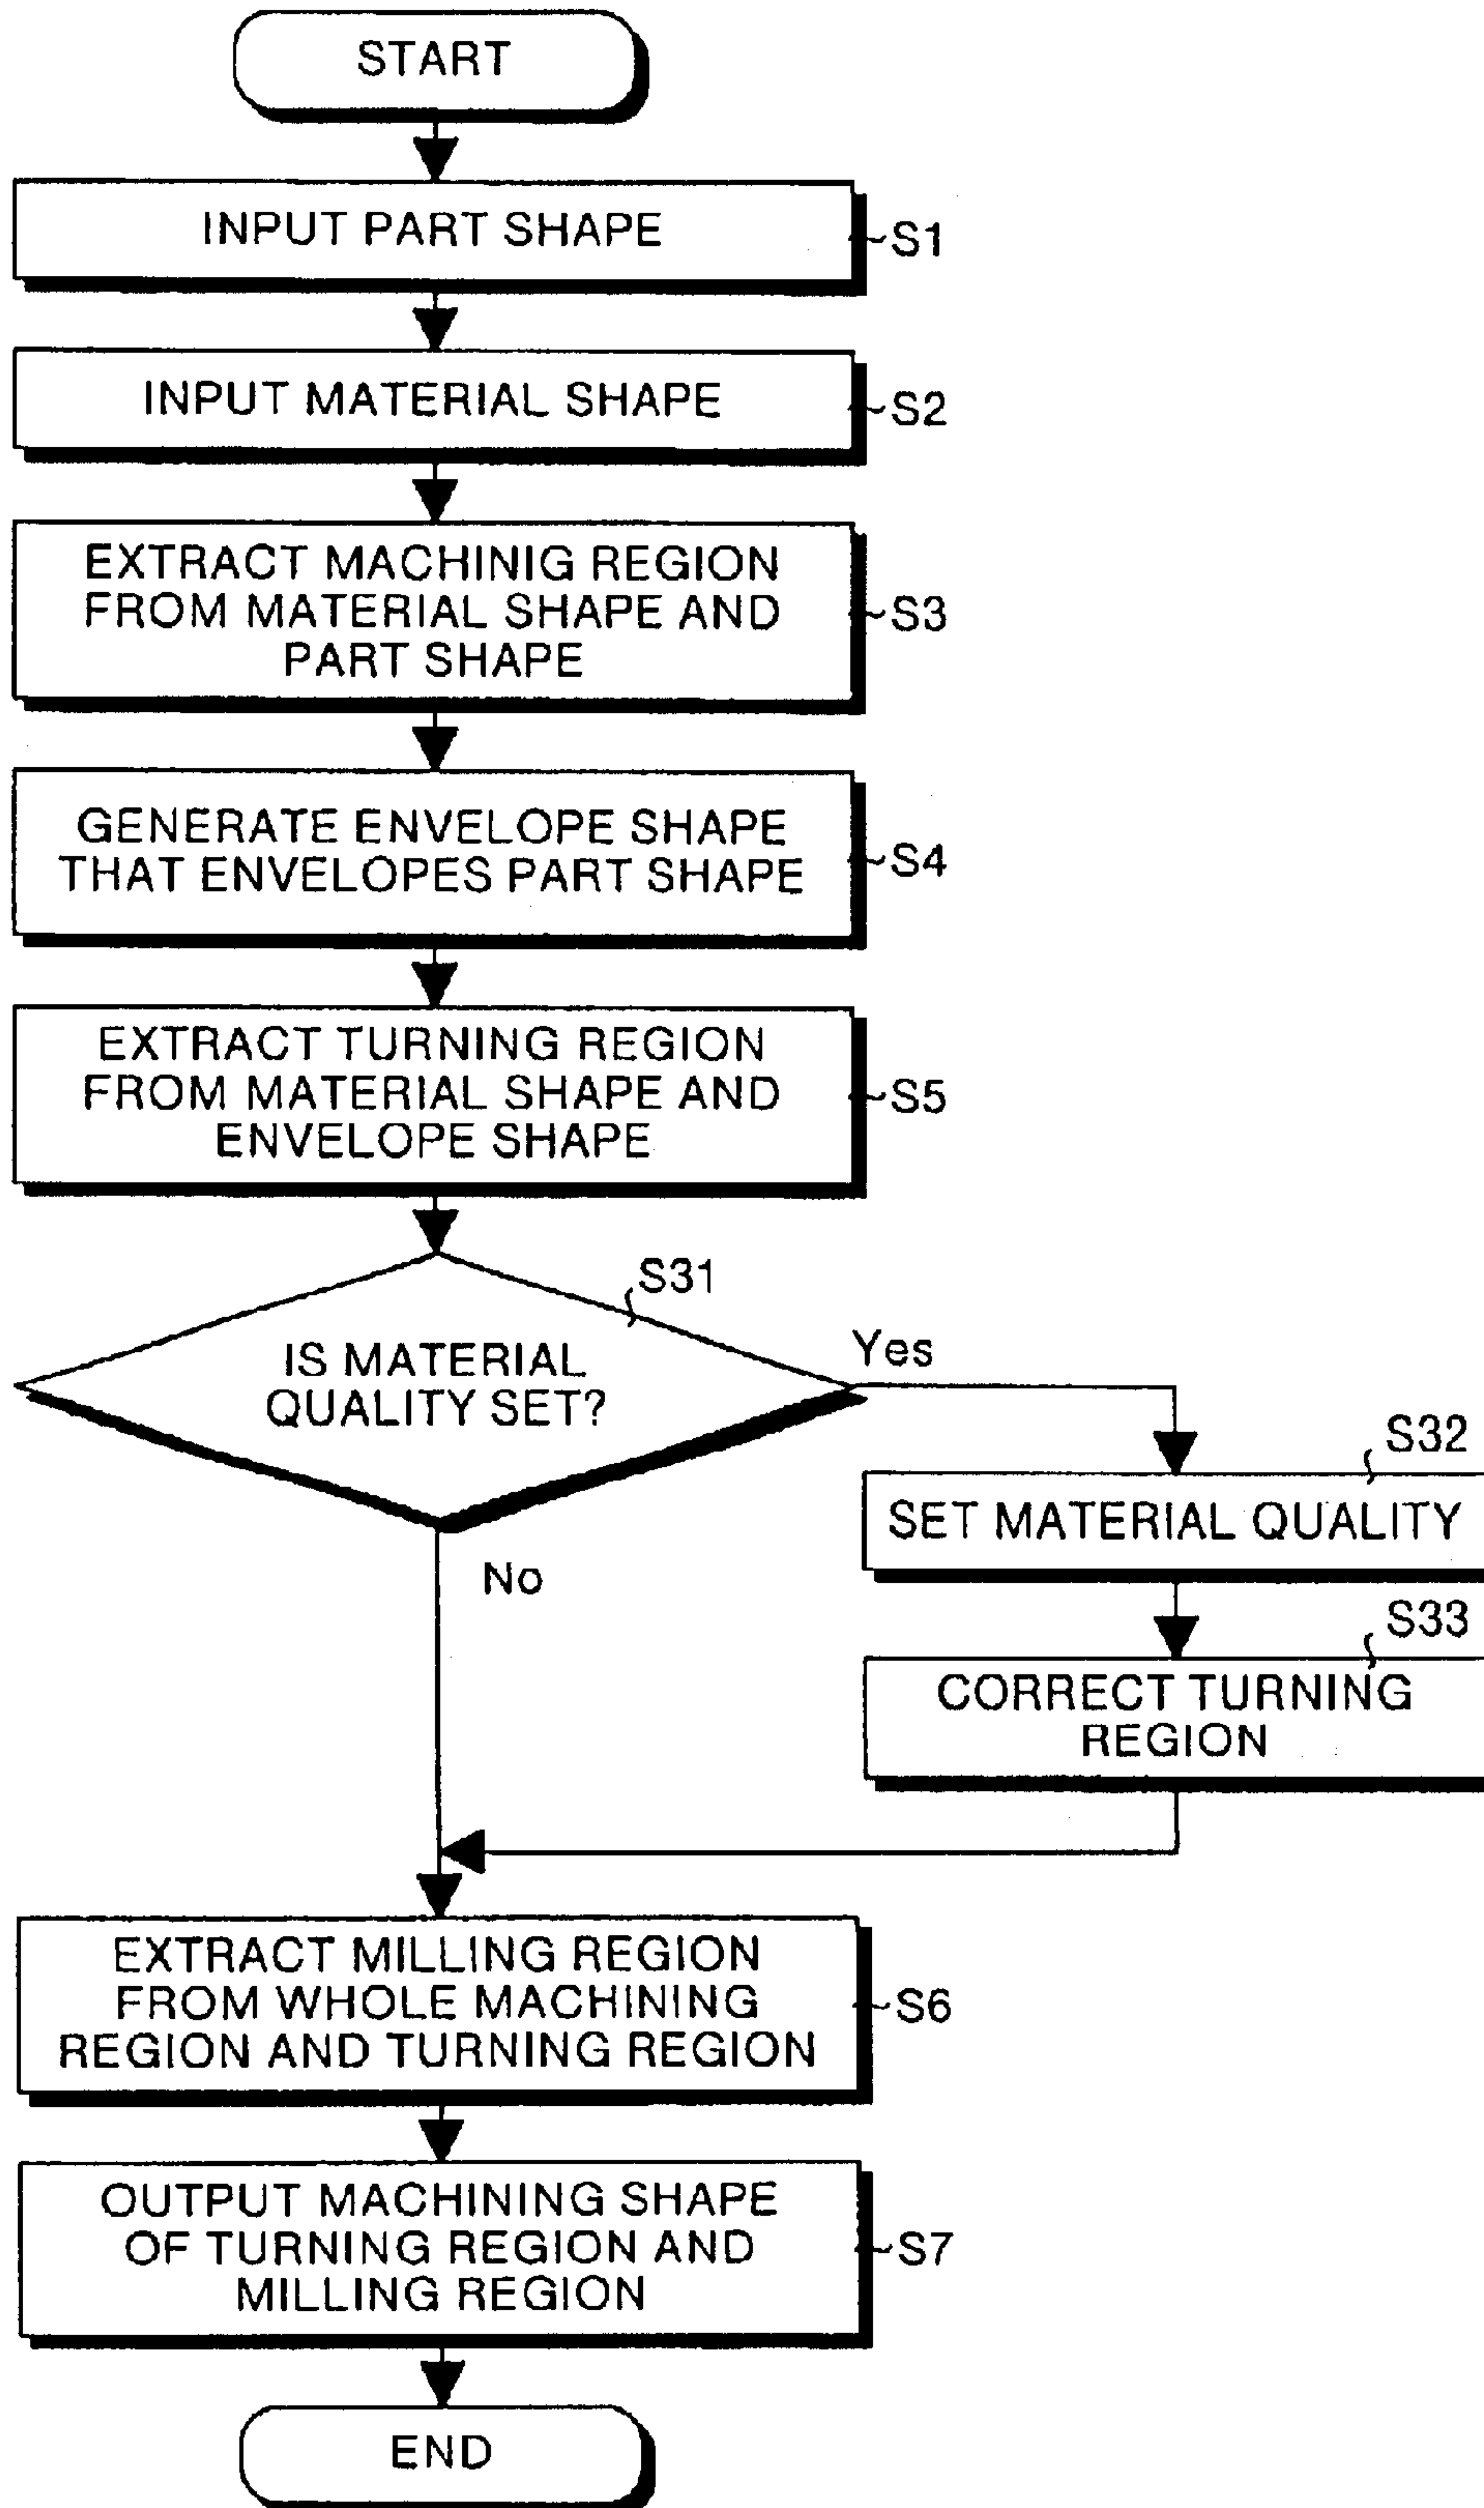 START
INPUT PART SHAPE
S1
INPUT MATERIAL SHAPE
S2
EXTRACT MACHINIG REGION
FROM MATERIAL SHAPE AND
PART SHAPE
S3
GENERATE ENVELOPE SHAPE
THAT ENVELOPES PART SHAPE
S4
EXTRACT TURNING REGION
FROM MATERIAL SHAPE AND
ENVELOPE SHAPE
S5
S31
IS MATERIAL
QUALITY SET?
Yes
No
S32
SET MATERIAL QUALITY
S33
CORRECT TURNING
REGION
EXTRACT MILLING REGION
FROM WHOLE MACHINING
REGION AND TURNING REGION
S6
OUTPUT MACHINING SHAPE
OF TURNING REGION AND
MILLING REGION
S7
END